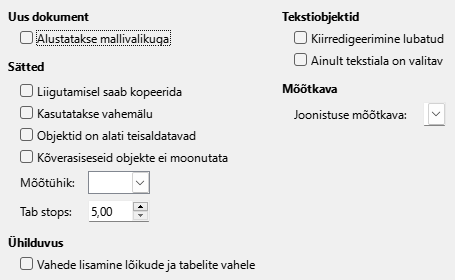 Uus dokument
Alustatakse mallivalikuga
Sätted
Liigutamisel saab kopeerida
Kasutatakse vahemälu
Objektid on alati teisaldatavad
Kõverasiseseid objekte ei moonutata
Mõõtühik:
Tab stops: 5,00
Ühilduvus
Vahede lisamine lõikude ja tabelite vahele
Tekstiobjektid
Kiirredigeerimine lubatud
Ainult tekstiala on valitav
Mõõtkava
Joonistuse mõõtkava: